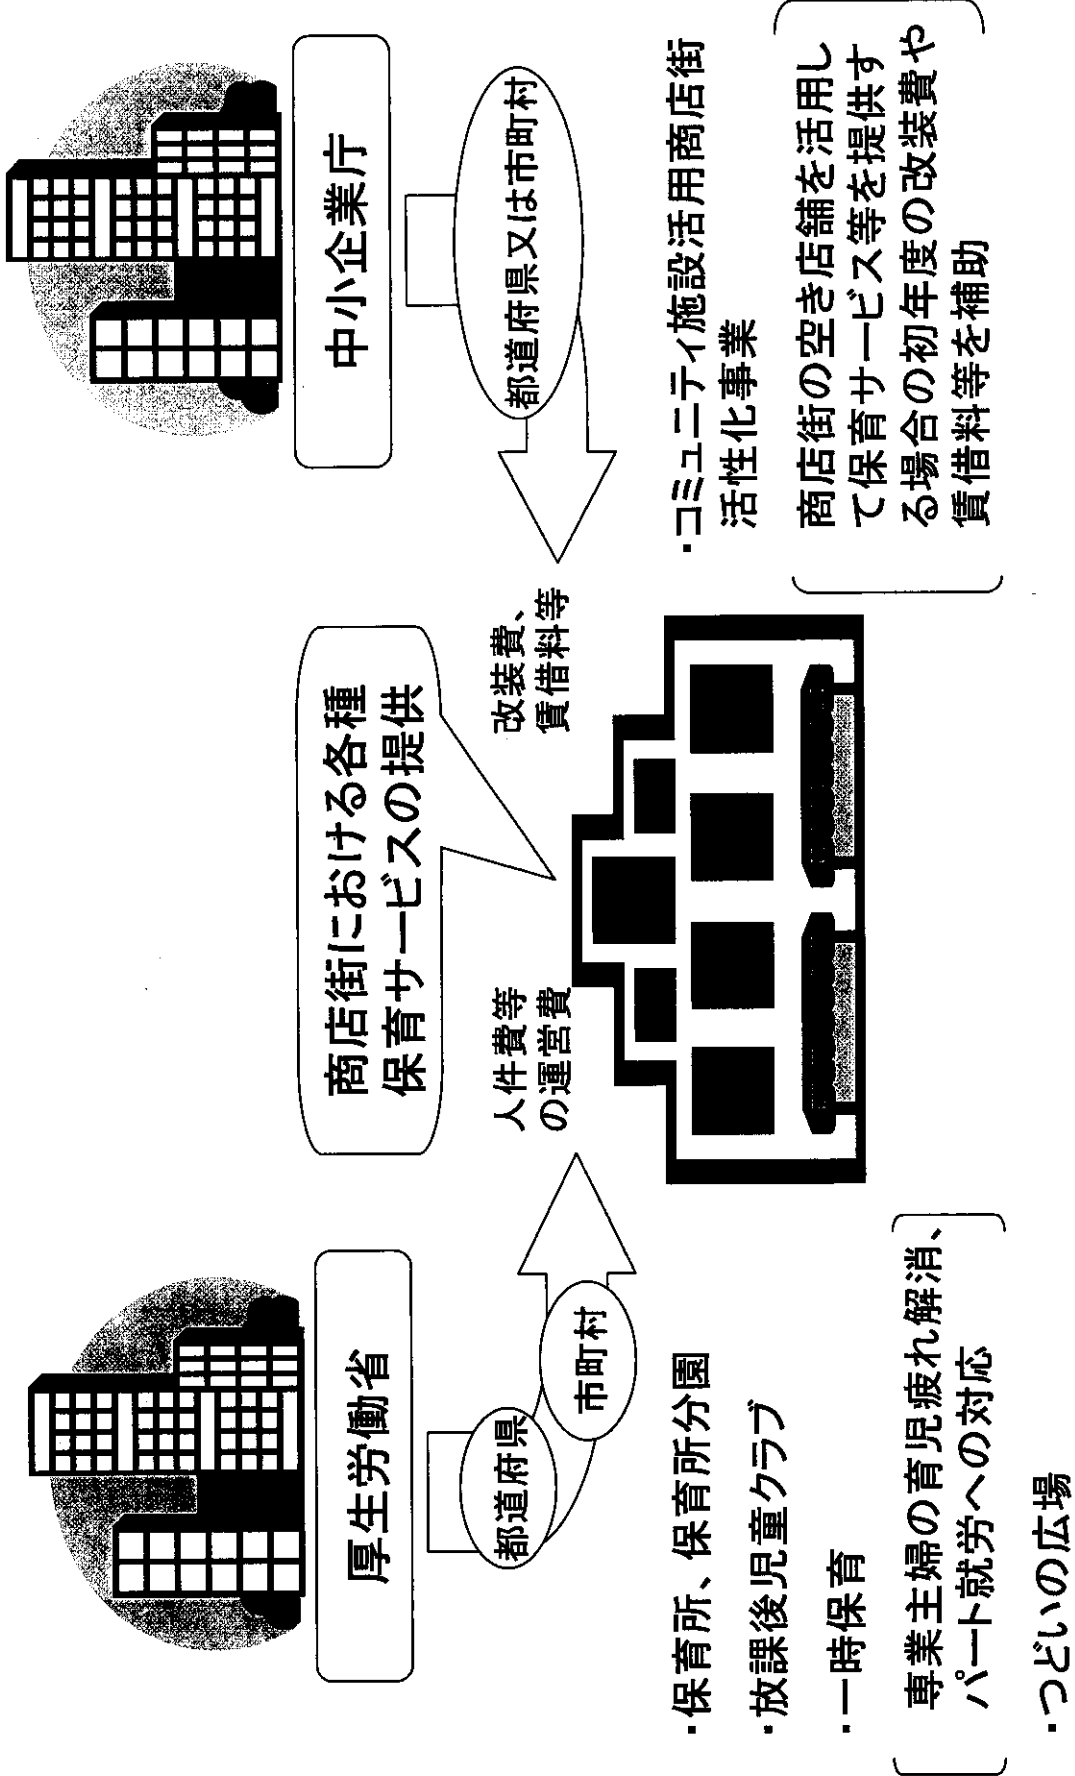 厚生労働省
都道府県
市町村
人件費等
の運営費
・保育所、保育所分園
・放課後児童クラブ
・一時保育
専業主婦の育児疲れ解消、
パート就労への対応
・つどいの広場
商店街における各種
保育サービスの提供
中小企業庁
都道府県又は市町村
改装費、
賃借料等
・コミュニティ施設活用商店街
活性化事業
商店街の空き店舗を活用し
て保育サービス等を提供す
る場合の初年度の改装費や
賃借料等を補助